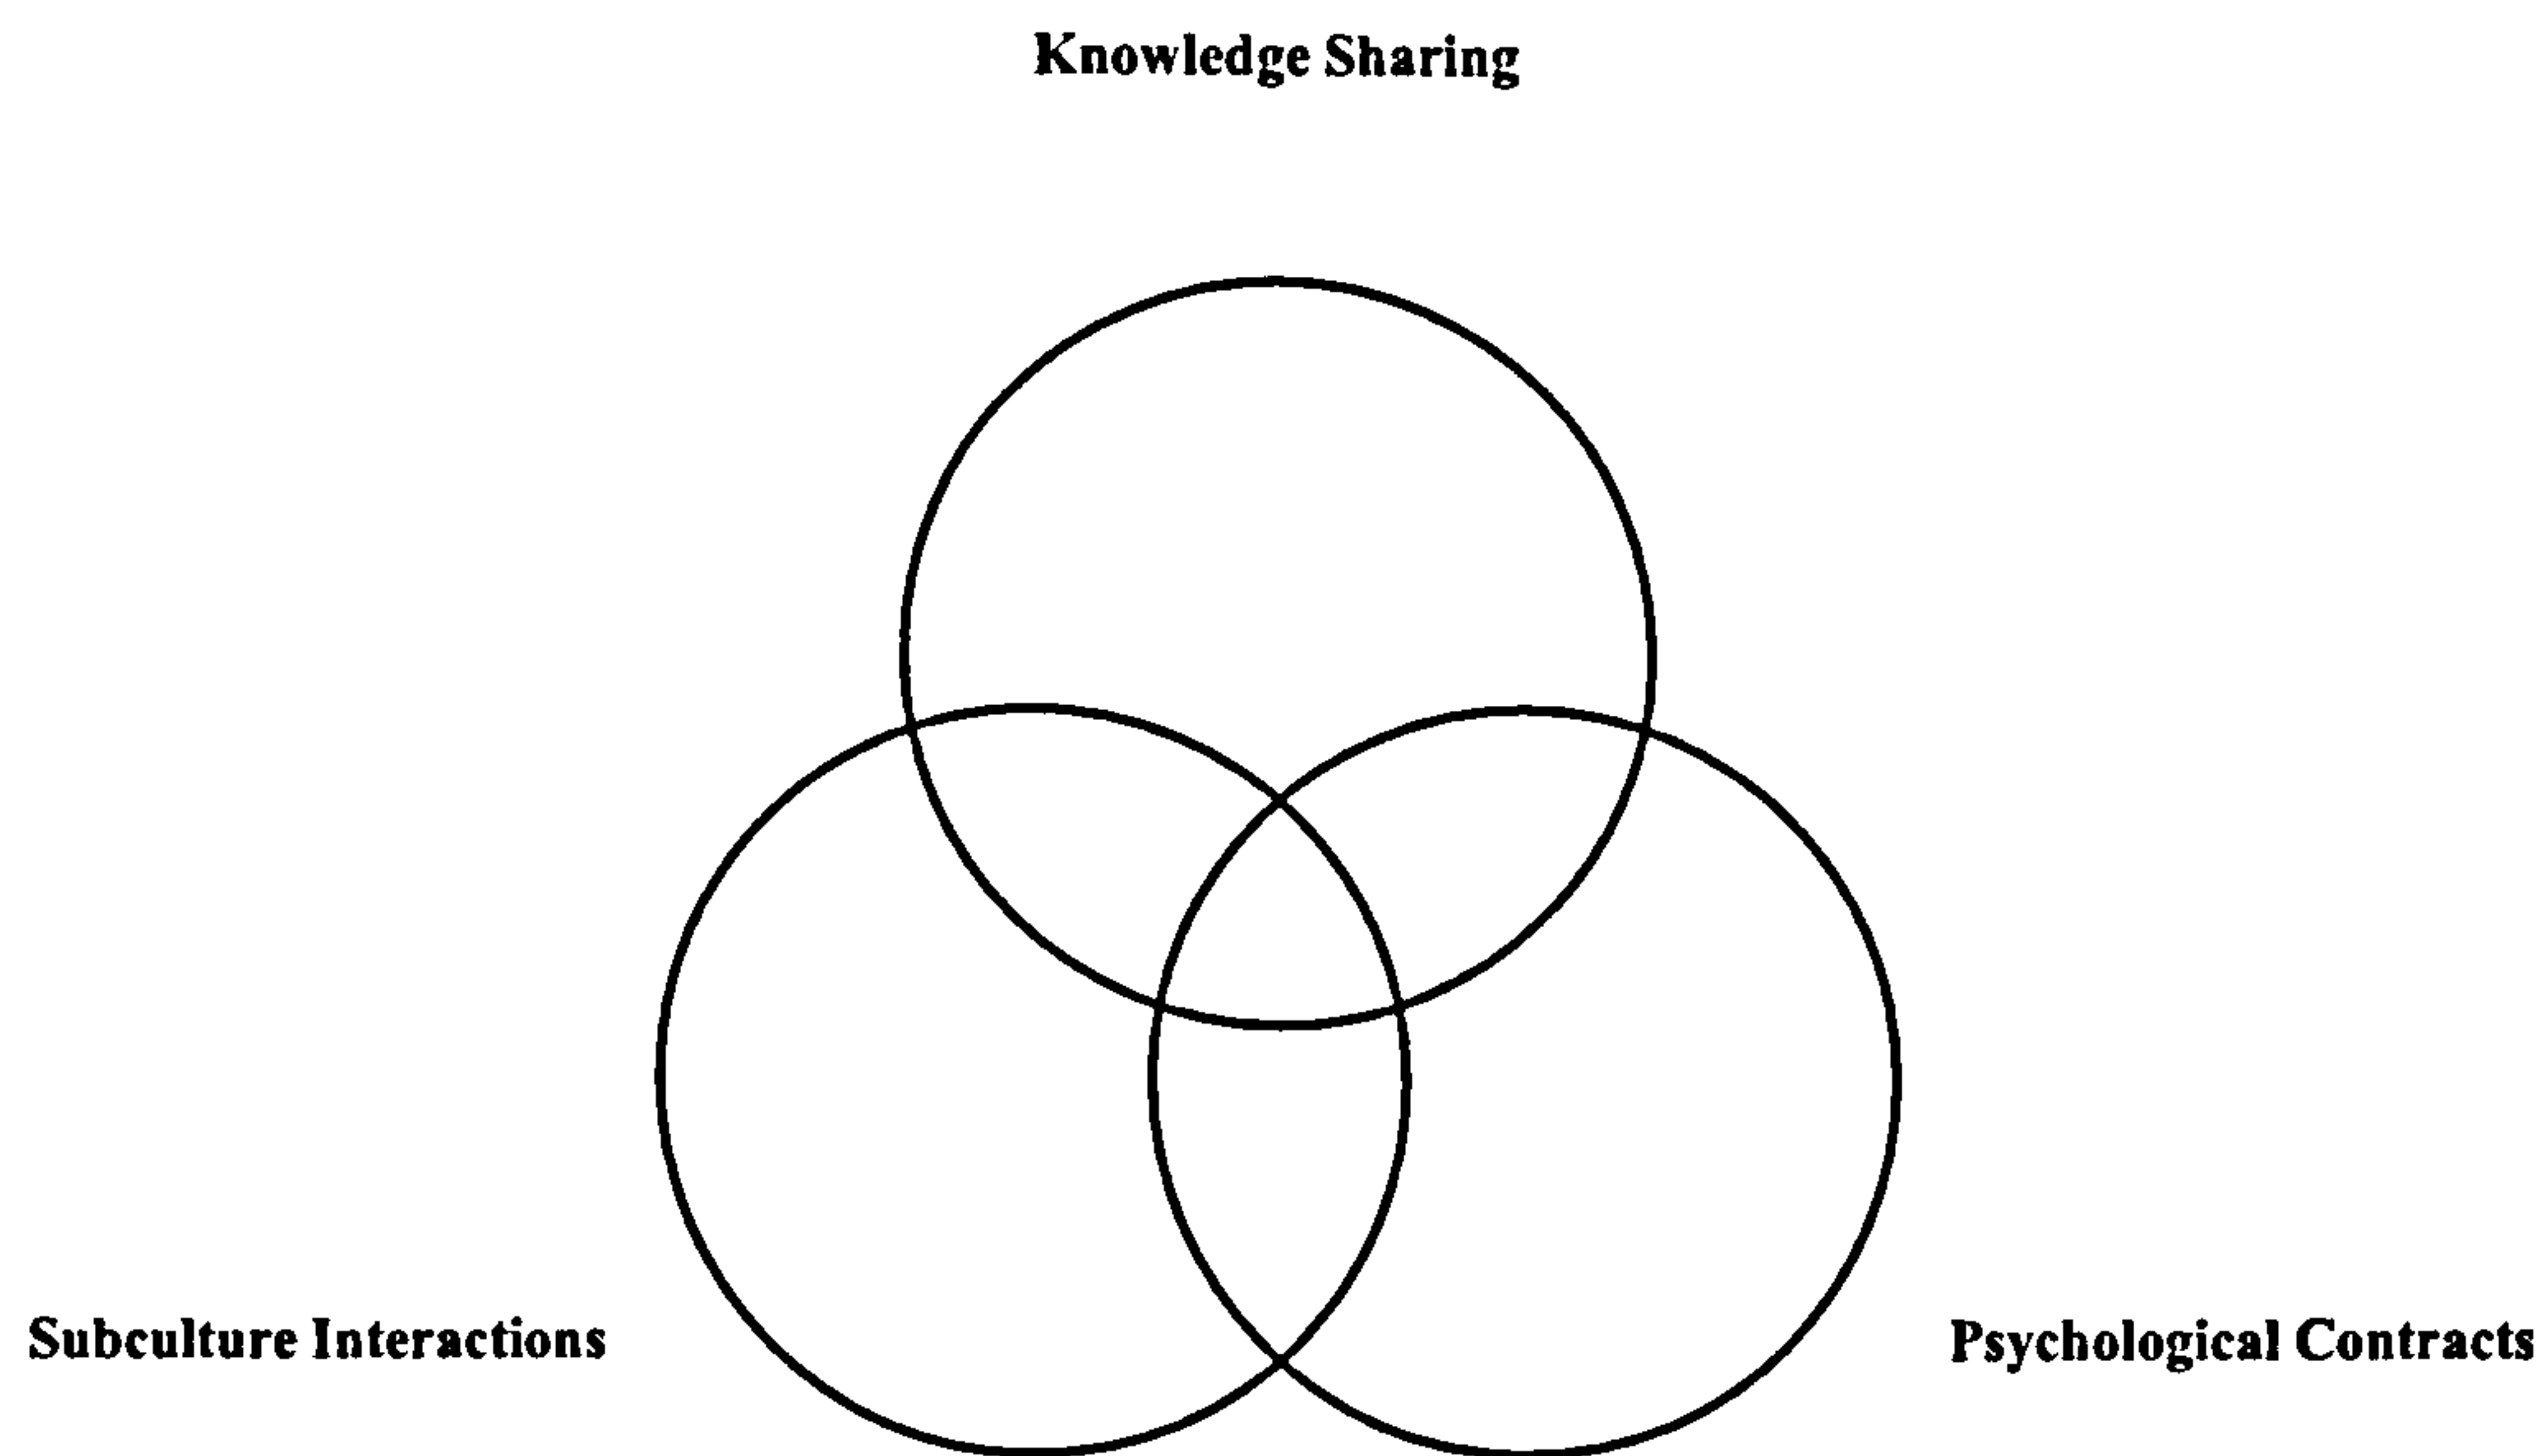 Knowledge Sharing
Subculture Interactions
Psychological Contracts